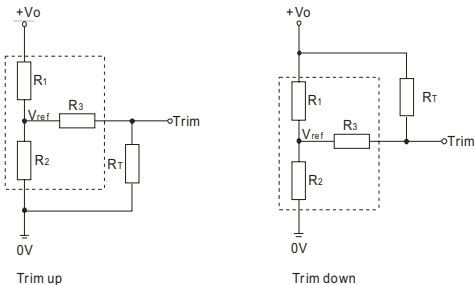 +Vo
R1
Vref
R3
Trim
R2
RT
0V
Trim up
+Vo
R1
RT
Vref
R3
Trim
R2
0V
Trim down